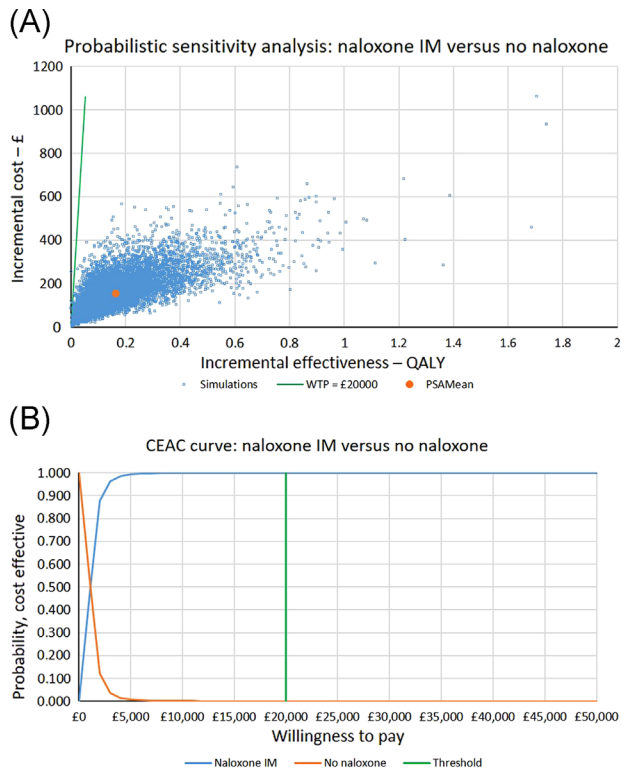 (A)
Probabilistic sensitivity analysis: naloxone IM versus no naloxone
1200
1000
800
600
400
200
0
Incremental cost – £
0 0.2 0.4 0.6 0.8 1 1.2 1.4 1.6 1.8 2
Incremental effectiveness – QALY
Simulations WTP = £20000 PSAMean
(B)
CEAC curve: naloxone IM versus no naloxone
1.000
0.900
0.800
0.700
0.600
0.500
0.400
0.300
0.200
0.100
0.000
Probability, cost effective
£0 £5,000 £10,000 £15,000 £20,000 £25,000 £30,000 £35,000 £40,000 £45,000 £50,000
Willingness to pay
Naloxone IM No naloxone Threshold